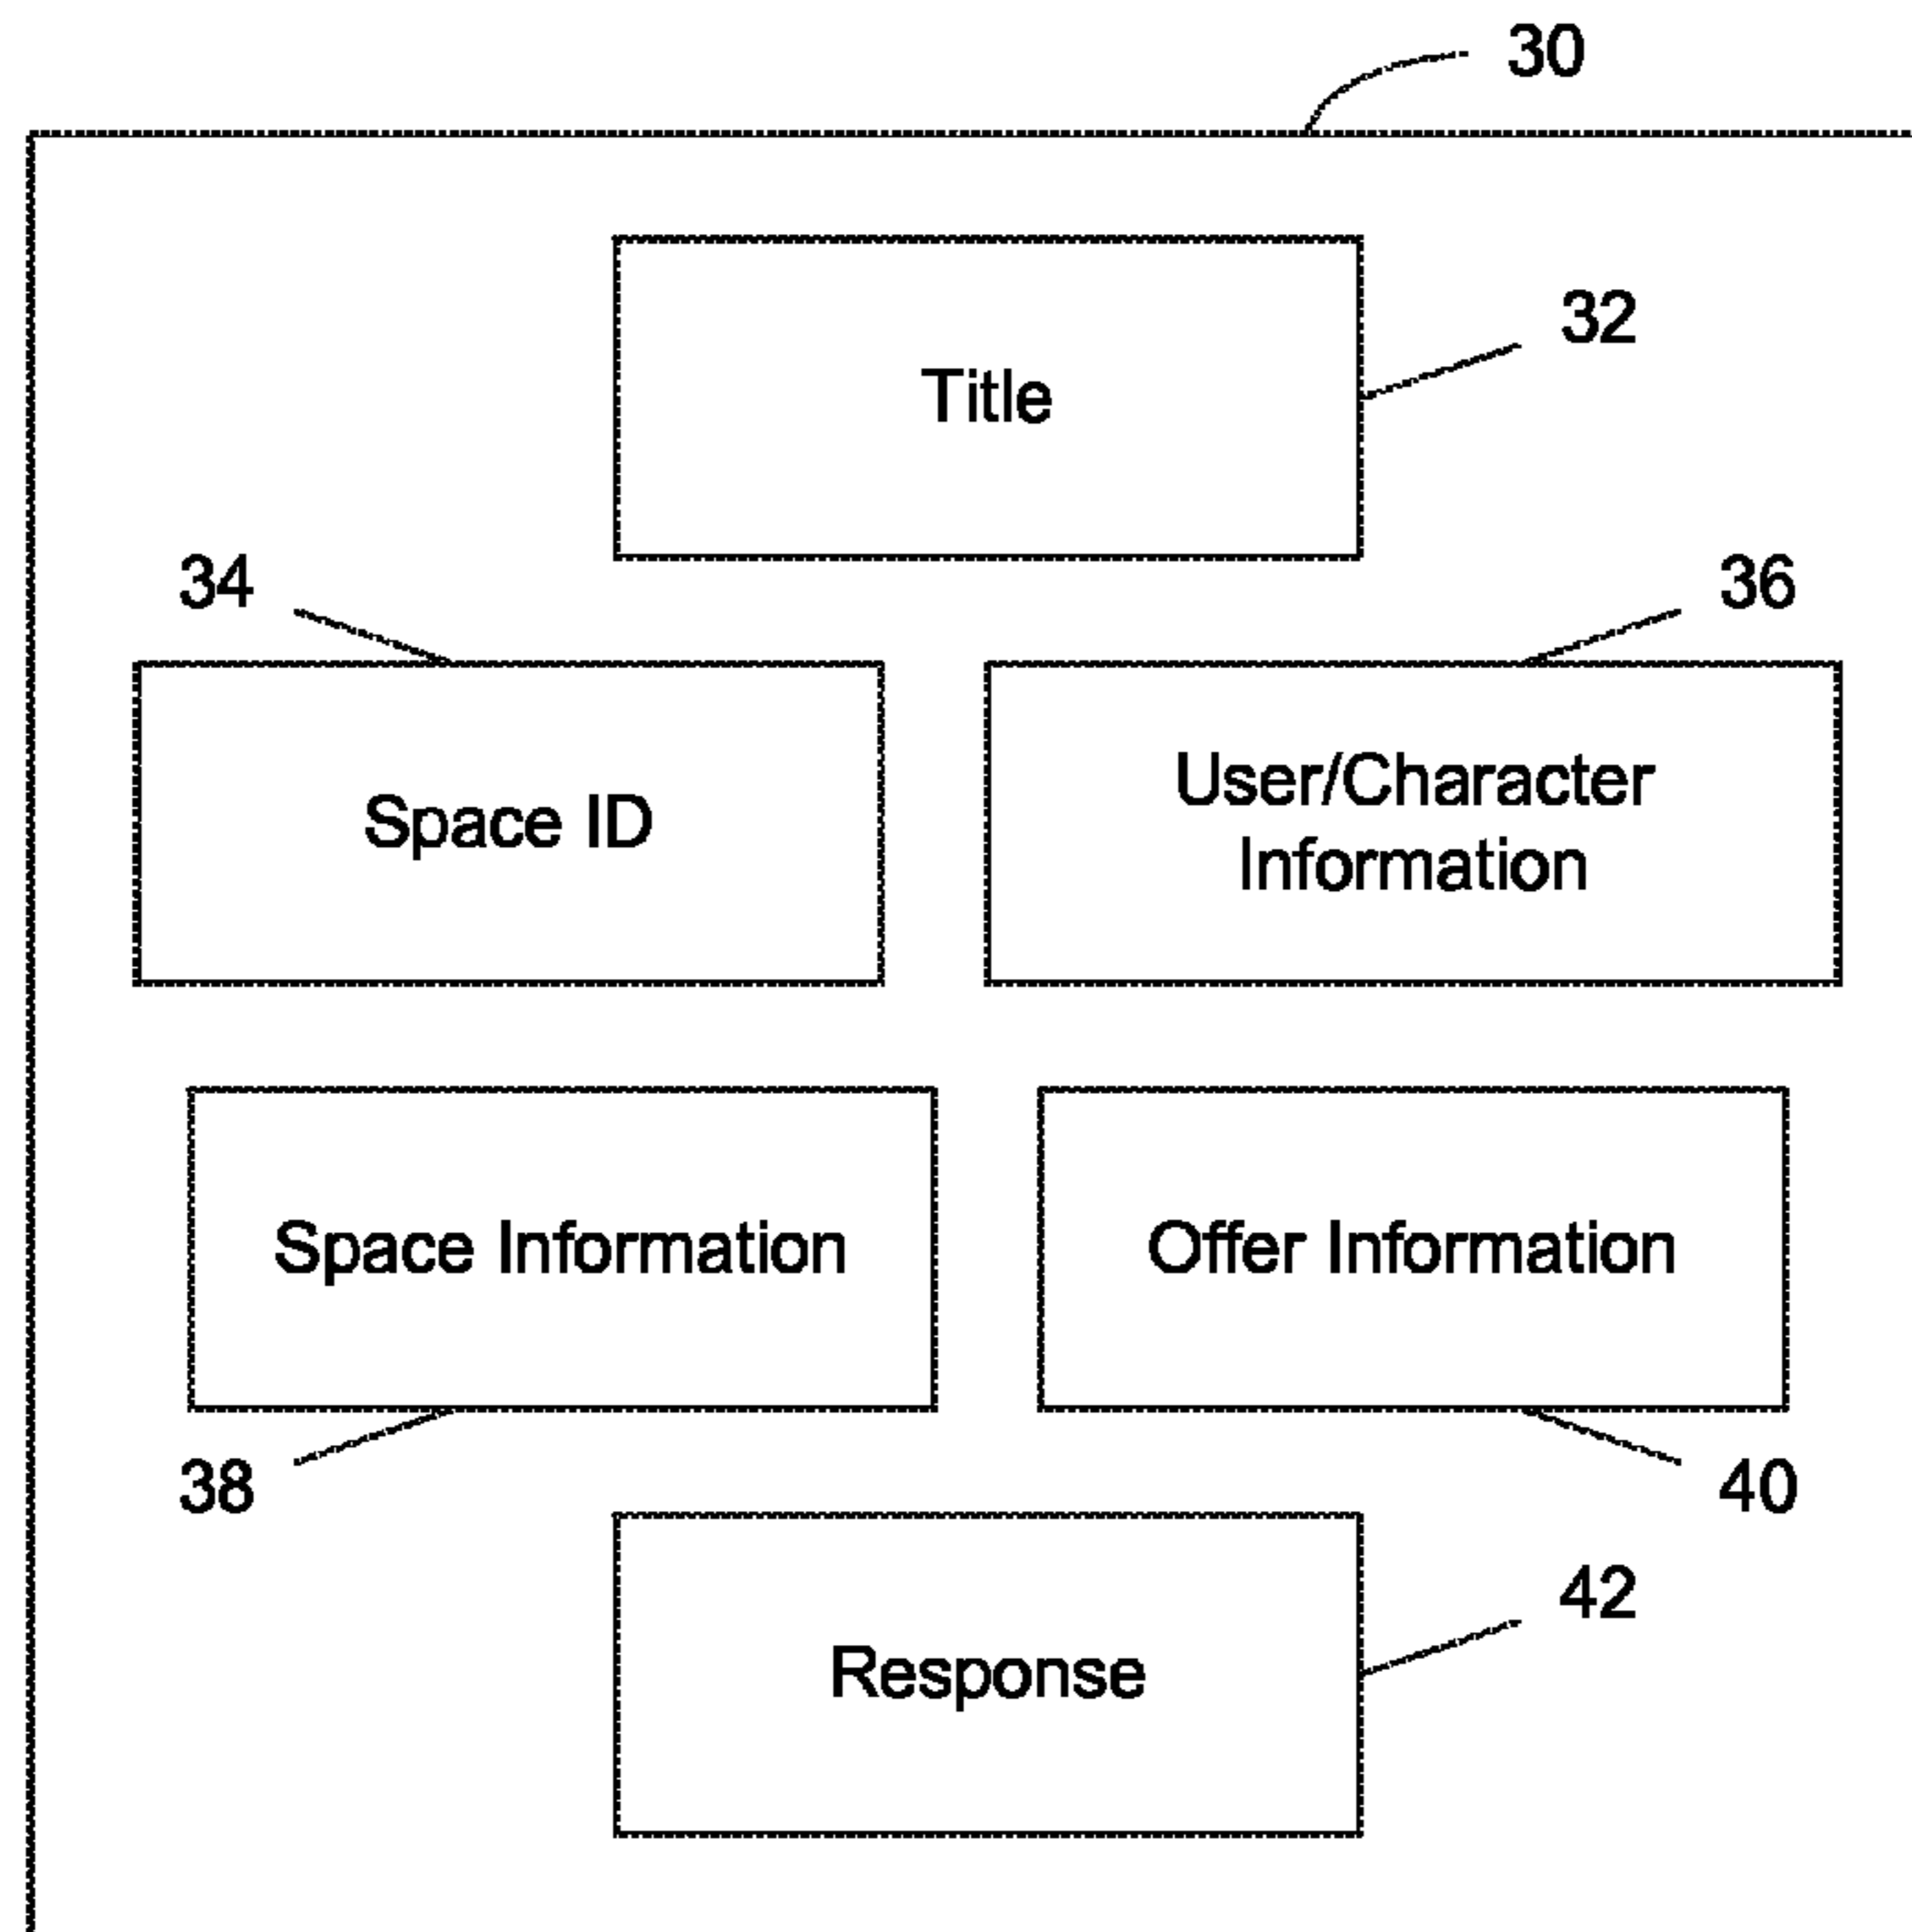 30
32
Title
34
36
Space ID
User/Character
Information
Space Information
Offer Information
38
40
42
Response